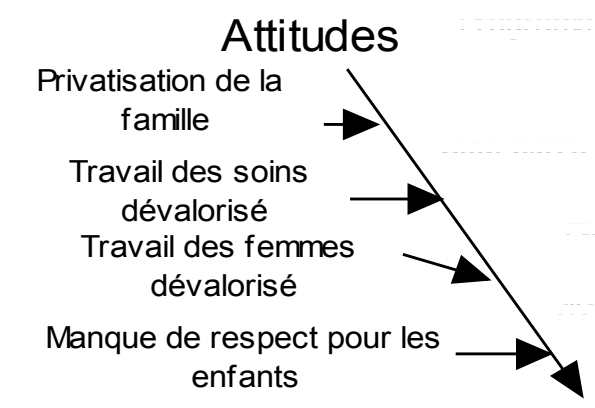 Attitudes
Privatisation de la
famille
Travail des soins
dévalorisé
Travail des femmes
dévalorisé
Manque de respect pour les
enfants